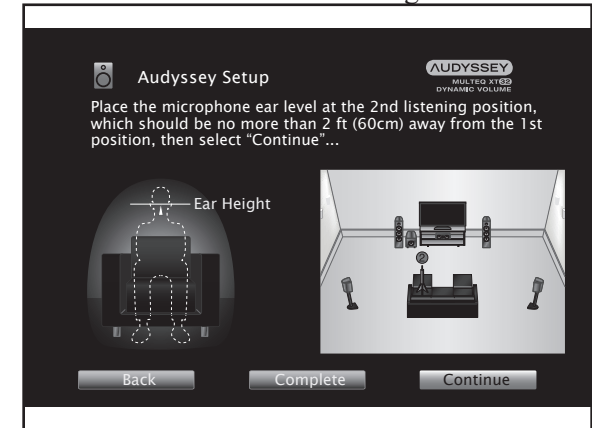 Audyssey Setup
AUDYSSEY
MULTEQ XT32
DYNAMIC VOLUME
Place the microphone ear level at the 2nd listening position,
which should be no more than 2 ft (60cm) away from the 1st
position, then select “Continue”...
Ear Height
2
Back
Complete
Continue